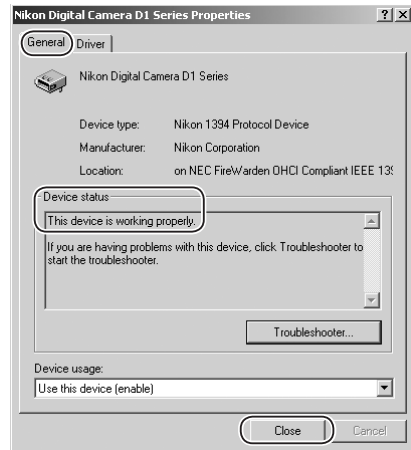 Nikon Digital Camera D1 Series Properties
General Driver
Nikon Digital Camera D1 Series
Device type: Nikon 1394 Protocol Device
Manufacturer: Nikon Corporation
Location: on NEC FireWarden OHCI Compliant IEEE 139
Device status
This device is working properly.
If you are having problems with this device, click Troubleshooter to
start the troubleshooter.
Troubleshooter...
Device usage:
Use this device (enable)
Close Cancel